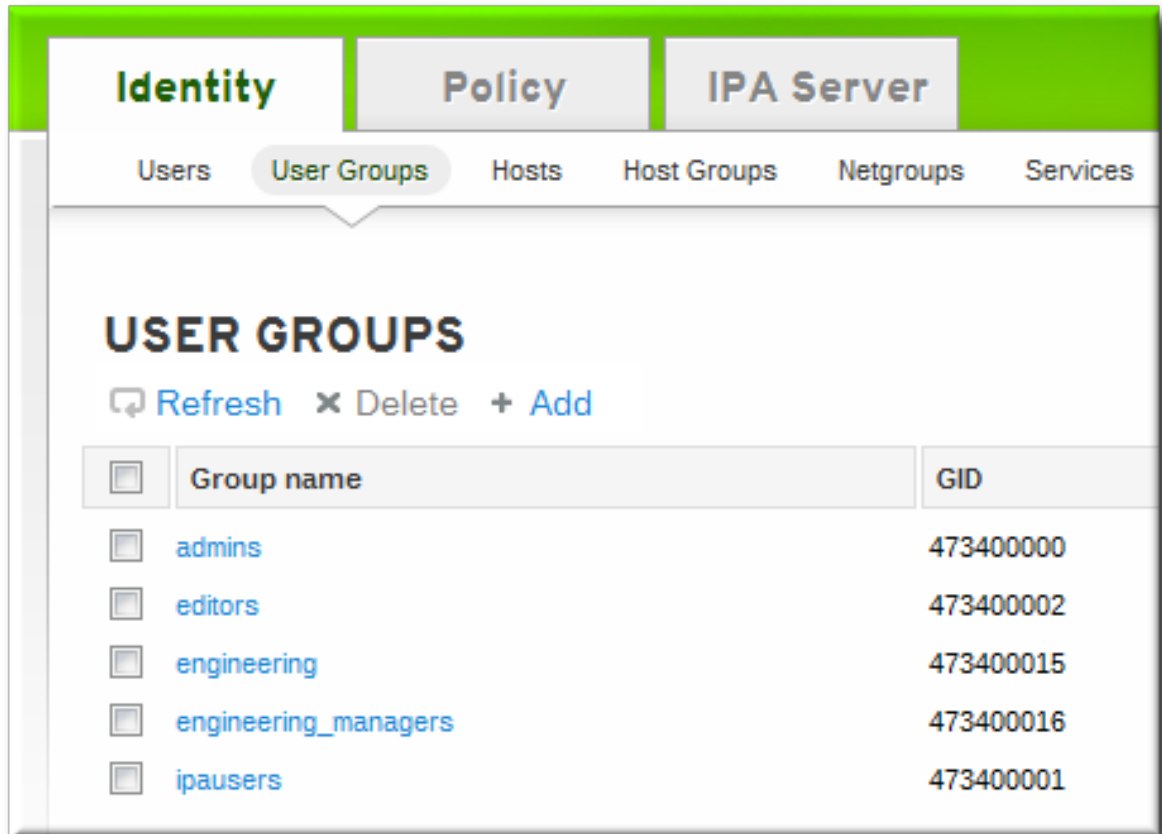 Identity Policy IPA Server
Users User Groups Hosts Host Groups Netgroups Services
USER GROUPS
Refresh Delete + Add
Group name GID
admins 473400000
editors 473400002
engineering 473400015
engineering_managers 473400016
ipausers 473400001